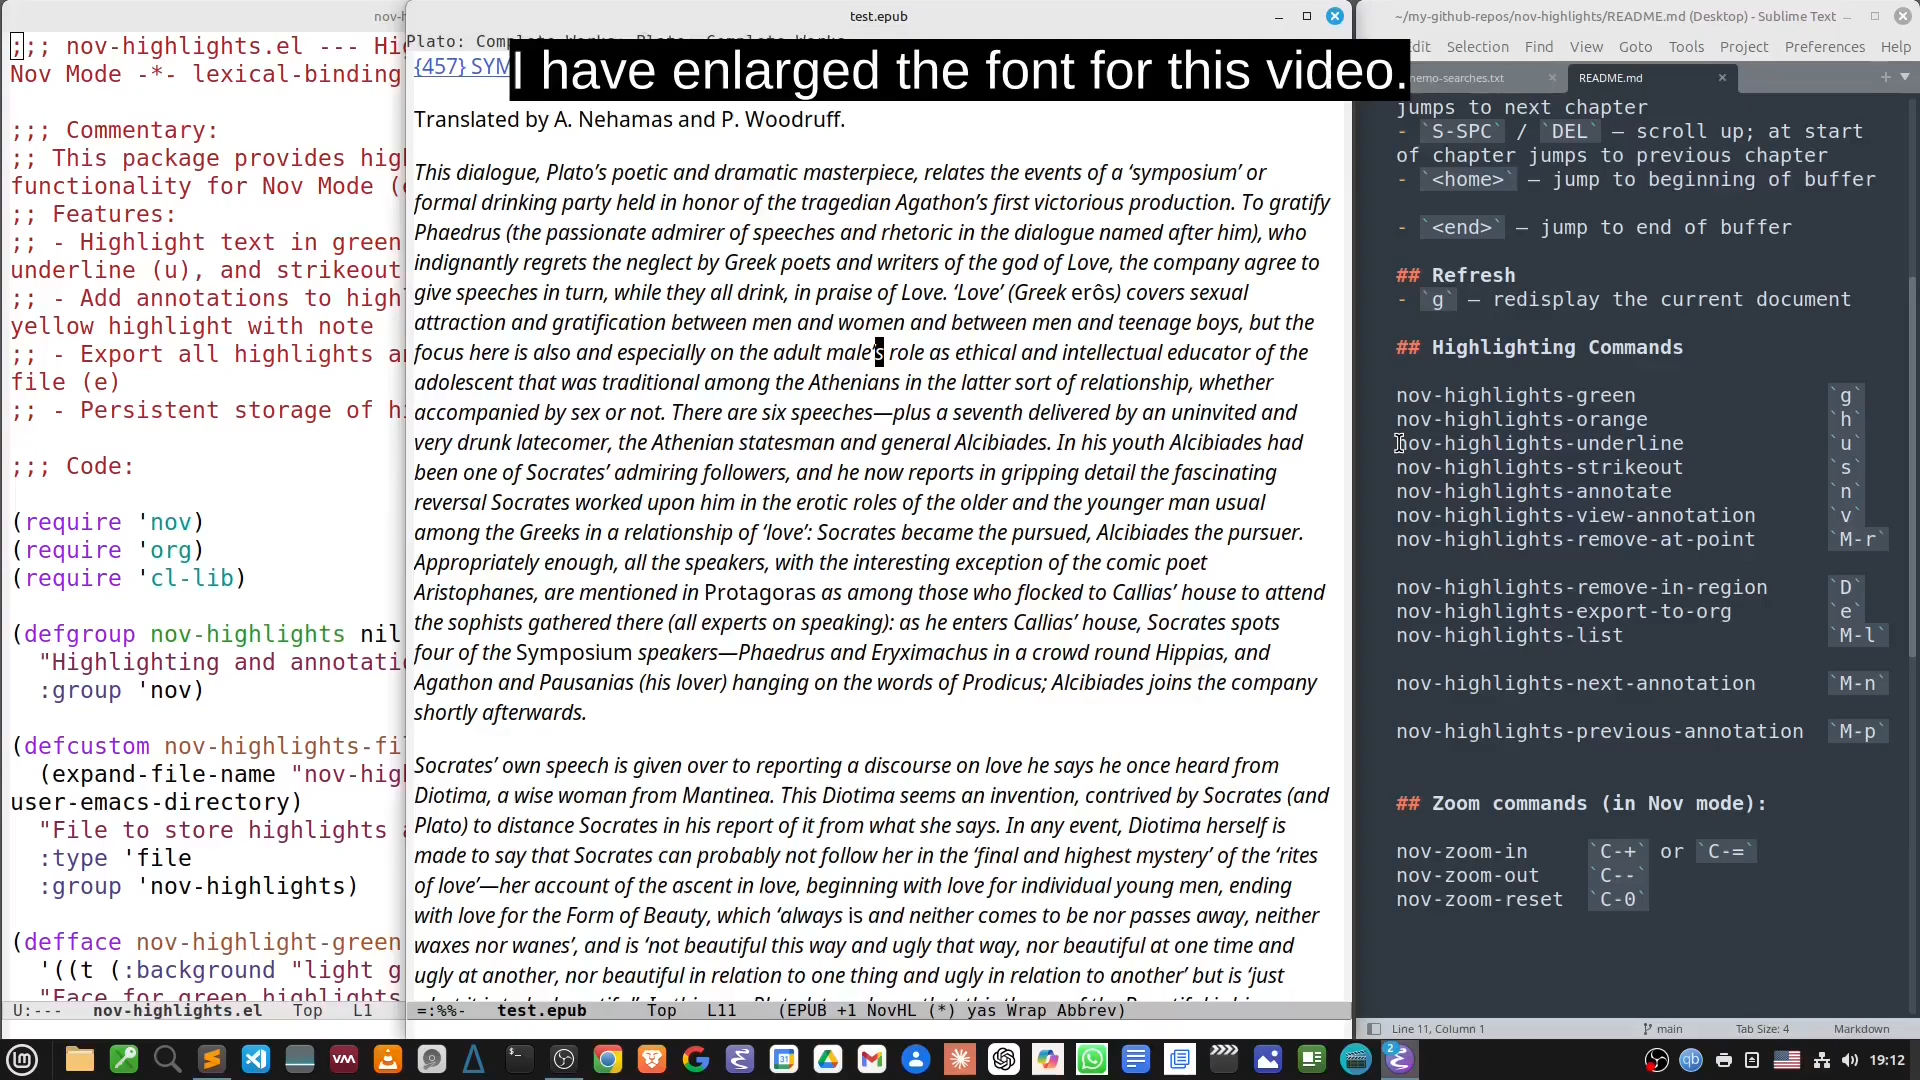 nov-h
;;; nov-highlights.el --- Hi
Nov Mode -*- lexical-binding
;;; Commentary:
;; This package provides hig
functionality for Nov Mode (e
;; Features:
;; - Highlight text in green
underline (u), and strikeout
;; - Add annotations to highl
yellow highlight with note
;; - Export all highlights an
file (e)
;; - Persistent storage of hi
;;; Code:
(require 'nov)
(require 'org)
(require 'cl-lib)
(defgroup nov-highlights nil
"Highlighting and annotatio
:group 'nov)
(defcustom nov-highlights-fil
(expand-file-name "nov-high
user-emacs-directory)
"File to store highlights a
:type 'file
:group 'nov-highlights)
(defface nov-highlight-green
'((t (:background "light g
"Face for green highlights
U:--- nov-highlights.el Top L1
test.epub
Plato: Complete Works: Plato: Complete Works
I have enlarged the font for this video.
{457} SYM
Translated by A. Nehamas and P. Woodruff.
This dialogue, Plato’s poetic and dramatic masterpiece, relates the events of a ‘symposium’ or
formal drinking party held in honor of the tragedian Agathon’s first victorious production. To gratify
Phaedrus (the passionate admirer of speeches and rhetoric in the dialogue named after him), who
indignantly regrets the neglect by Greek poets and writers of the god of Love, the company agree to
give speeches in turn, while they all drink, in praise of Love. ‘Love’ (Greek erôs) covers sexual
attraction and gratification between men and women and between men and teenage boys, but the
focus here is also and especially on the adult male’s role as ethical and intellectual educator of the
adolescent that was traditional among the Athenians in the latter sort of relationship, whether
accompanied by sex or not. There are six speeches—plus a seventh delivered by an uninvited and
very drunk latecomer, the Athenian statesman and general Alcibiades. In his youth Alcibiades had
been one of Socrates’ admiring followers, and he now reports in gripping detail the fascinating
reversal Socrates worked upon him in the erotic roles of the older and the younger man usual
among the Greeks in a relationship of ‘love’: Socrates became the pursued, Alcibiades the pursuer.
Appropriately enough, all the speakers, with the interesting exception of the comic poet
Aristophanes, are mentioned in Protagoras as among those who flocked to Callias’ house to attend
the sophists gathered there (all experts on speaking): as he enters Callias’ house, Socrates spots
four of the Symposium speakers—Phaedrus and Eryximachus in a crowd round Hippias, and
Agathon and Pausanias (his lover) hanging on the words of Prodicus; Alcibiades joins the company
shortly afterwards.
Socrates’ own speech is given over to reporting a discourse on love he says he once heard from
Diotima, a wise woman from Mantinea. This Diotima seems an invention, contrived by Socrates (and
Plato) to distance Socrates in his report of it from what she says. In any event, Diotima herself is
made to say that Socrates can probably not follow her in the ‘final and highest mystery’ of the ‘rites
of love’—her account of the ascent in love, beginning with love for individual young men, ending
with love for the Form of Beauty, which ‘always is and neither comes to be nor passes away, neither
waxes nor wanes’, and is ‘not beautiful this way and ugly that way, nor beautiful at one time and
ugly at another, nor beautiful in relation to one thing and ugly in relation to another’ but is ‘just
=:%%- test.epub Top L11 (EPUB +1 NovHL (*) yas Wrap Abbrev)
~/my-github-repos/nov-highlights/README.md (Desktop) - Sublime Text
dit Selection Find View Goto Tools Project Preferences Help
nemo-searches.txt README.md
jumps to next chapter
- `S-SPC` / `DEL` — scroll up; at start
of chapter jumps to previous chapter
- `<home>` — jump to beginning of buffer
- `<end>` — jump to end of buffer
## Refresh
- `g` — redisplay the current document
## Highlighting Commands
nov-highlights-green `g`
nov-highlights-orange `h`
nov-highlights-underline `u`
nov-highlights-strikeout `s`
nov-highlights-annotate `n`
nov-highlights-view-annotation `v`
nov-highlights-remove-at-point `M-r`
nov-highlights-remove-in-region `D`
nov-highlights-export-to-org `e`
nov-highlights-list `M-l`
nov-highlights-next-annotation `M-n`
nov-highlights-previous-annotation `M-p`
## Zoom commands (in Nov mode):
nov-zoom-in `C-+` or `C-=`
nov-zoom-out `C--`
nov-zoom-reset `C-0`
Line 11, Column 1 main Tab Size: 4 Markdown
19:12